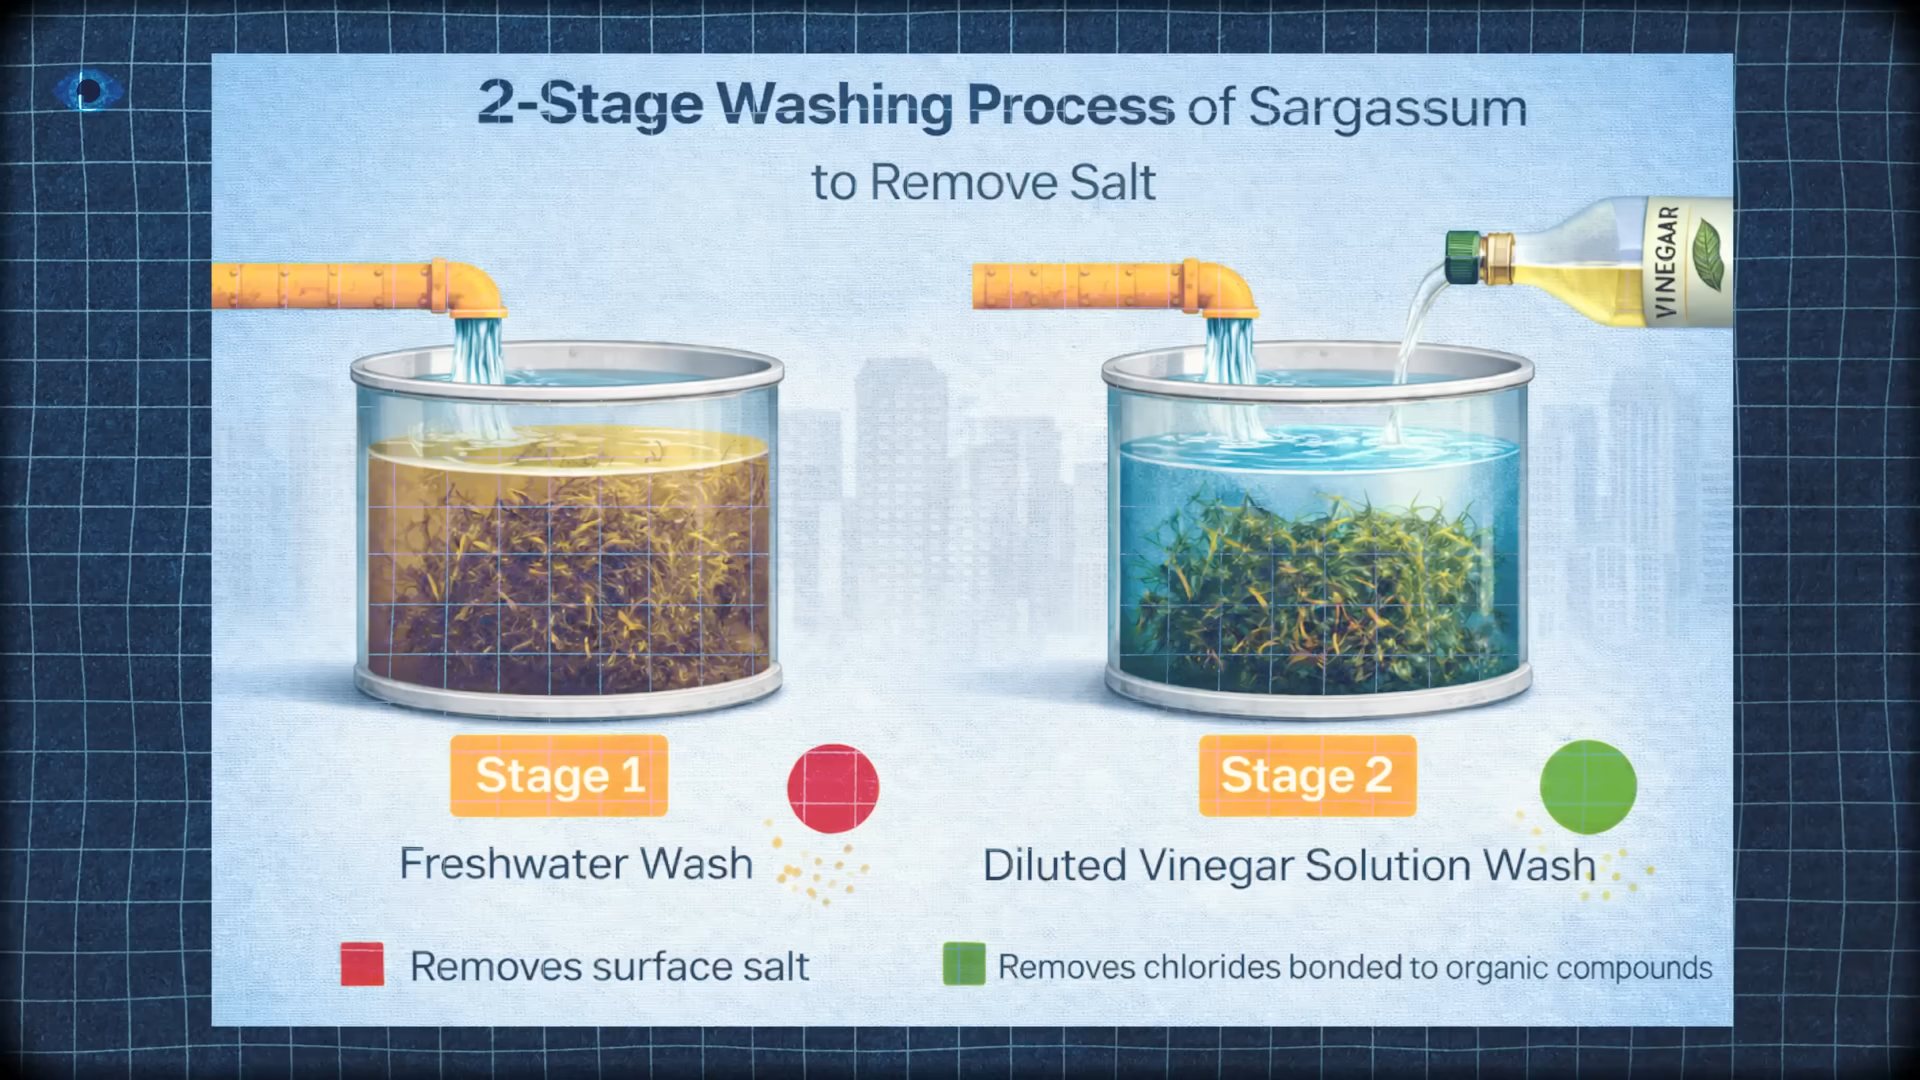 2-Stage Washing Process of Sargassum
to Remove Salt
VINEGAAR
Stage 1
Stage 2
Freshwater Wash
Diluted Vinegar Solution Wash
Removes surface salt
Removes chlorides bonded to organic compounds